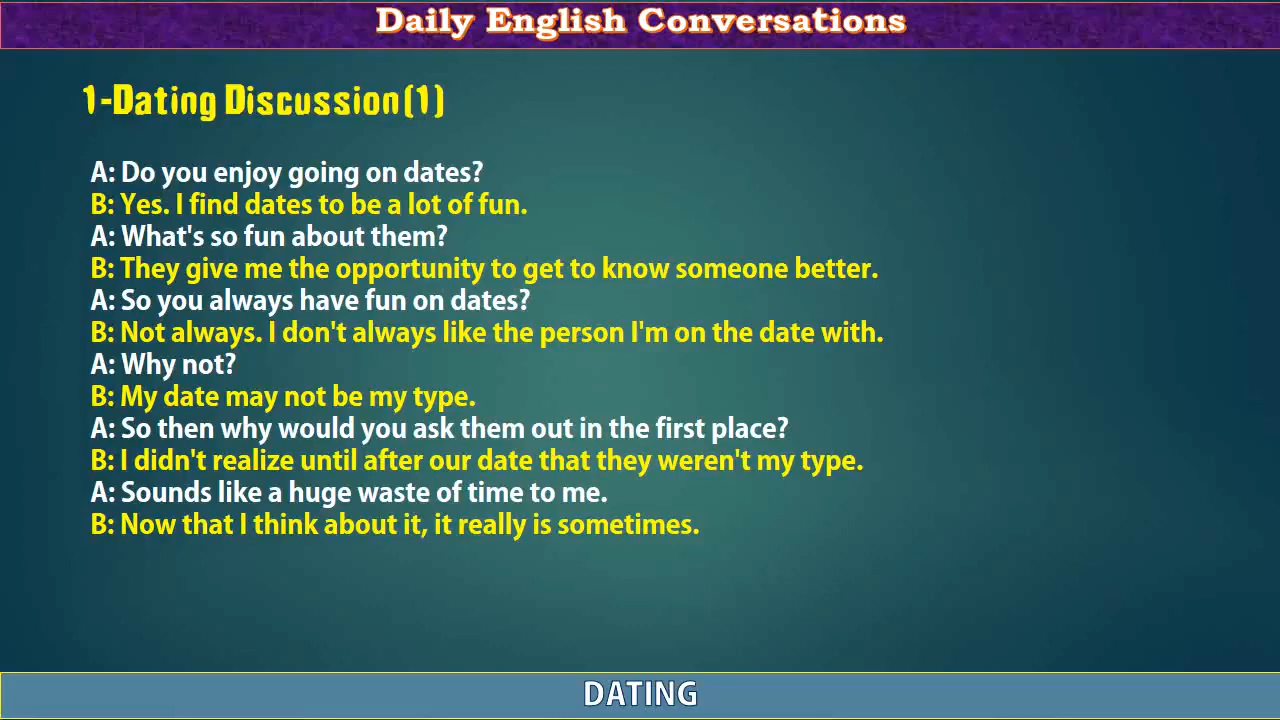 Daily English Conversations
1-Dating Discussion(1)
A: Do you enjoy going on dates?
B: Yes. I find dates to be a lot of fun.
A: What's so fun about them?
B: They give me the opportunity to get to know someone better.
A: So you always have fun on dates?
B: Not always. I don't always like the person I'm on the date with.
A: Why not?
B: My date may not be my type.
A: So then why would you ask them out in the first place?
B: I didn't realize until after our date that they weren't my type.
A: Sounds like a huge waste of time to me.
B: Now that I think about it, it really is sometimes.
DATING